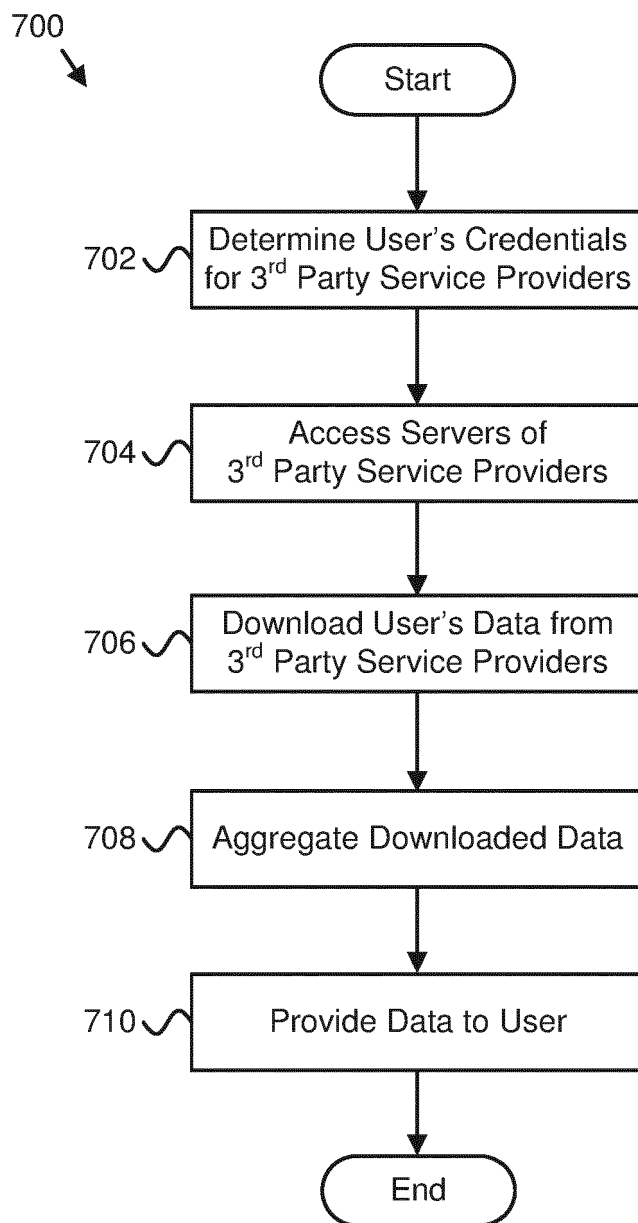 700
Start
702
Determine User's Credentials
for 3rd Party Service Providers
704
Access Servers of
3rd Party Service Providers
706
Download User's Data from
3rd Party Service Providers
708
Aggregate Downloaded Data
710
Provide Data to User
End